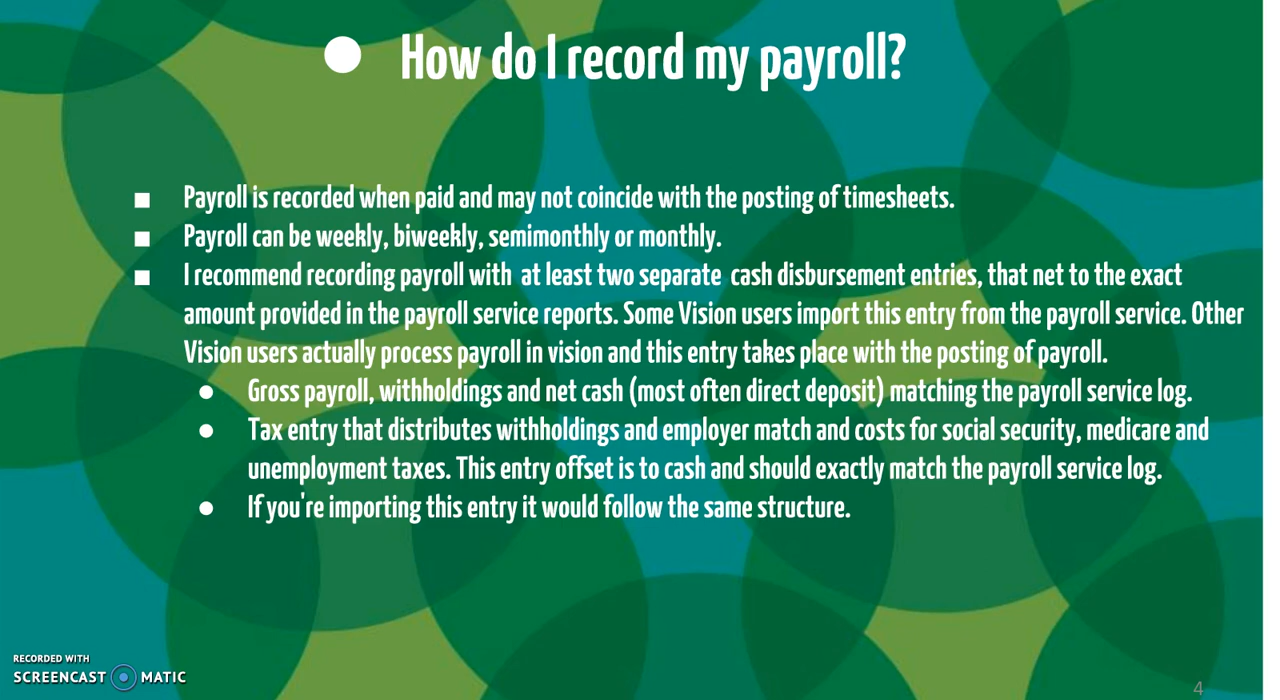 ● How do I record my payroll?
■ Payroll is recorded when paid and may not coincide with the posting of timesheets.
■ Payroll can be weekly, biweekly, semimonthly or monthly.
■ I recommend recording payroll with at least two separate cash disbursement entries, that net to the exact
amount provided in the payroll service reports. Some Vision users import this entry from the payroll service. Other
Vision users actually process payroll in vision and this entry takes place with the posting of payroll.
● Gross payroll, withholdings and net cash (most often direct deposit) matching the payroll service log.
● Tax entry that distributes withholdings and employer match and costs for social security, medicare and
unemployment taxes. This entry offset is to cash and should exactly match the payroll service log.
● If you're importing this entry it would follow the same structure.
RECORDED WITH
SCREENCAST MATIC
4